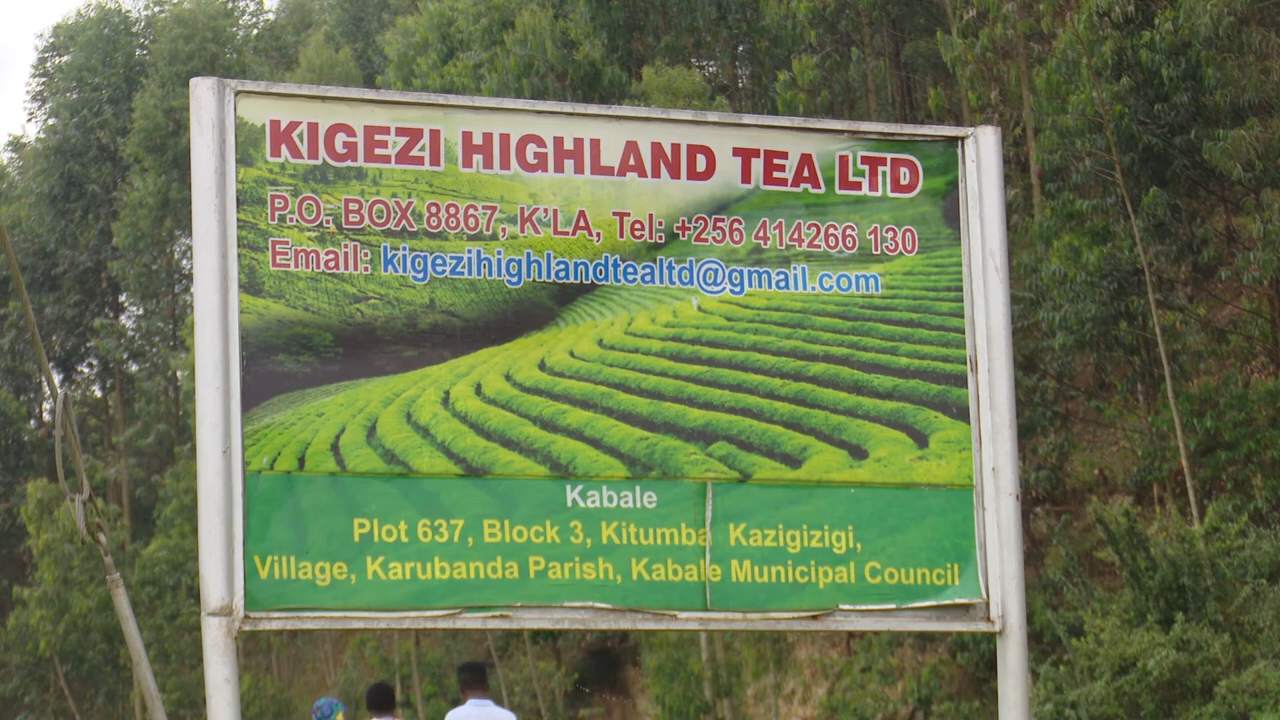 KIGEZI HIGHLAND TEA LTD
P.O. BOX 8867, K'LA, Tel: +256 414266 130
Email: kigezihighlandtealtd@gmail.com
Kabale
Plot 637, Block 3, Kitumba Kazigizigi,
Village, Karubanda Parish, Kabale Municipal Council